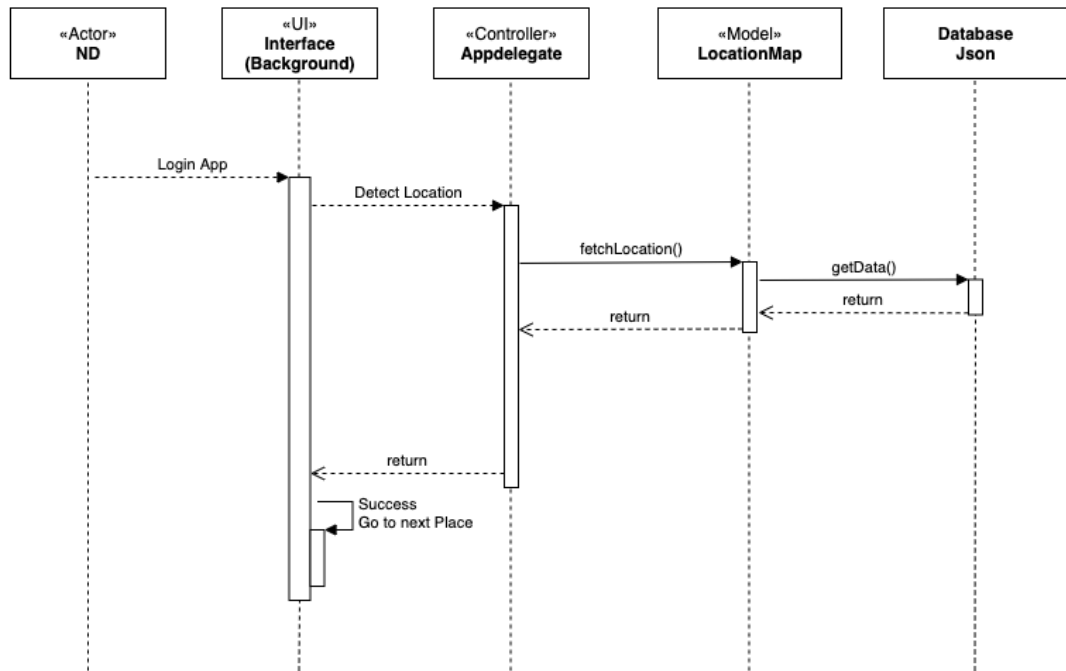 «Actor»
ND
«UI»
Interface
(Background)
«Controller»
Appdelegate
«Model»
LocationMap
Database
Json
Login App
Detect Location
fetchLocation()
getData()
return
return
return
Success
Go to next Place